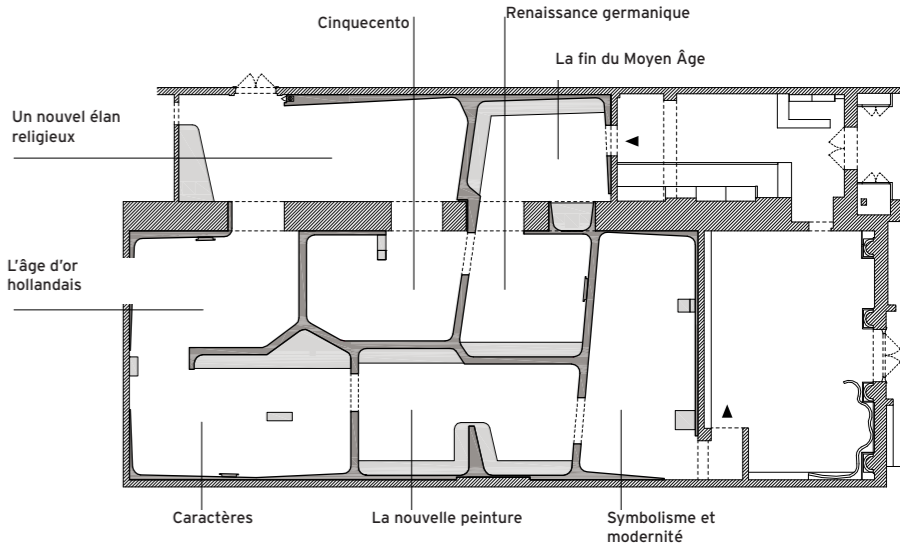 Cinquecento
Renaissance germanique
La fin du Moyen Âge
Un nouvel élan
religieux
L'âge d'or
hollandais
Caractères
La nouvelle peinture
Symbolisme et
modernité